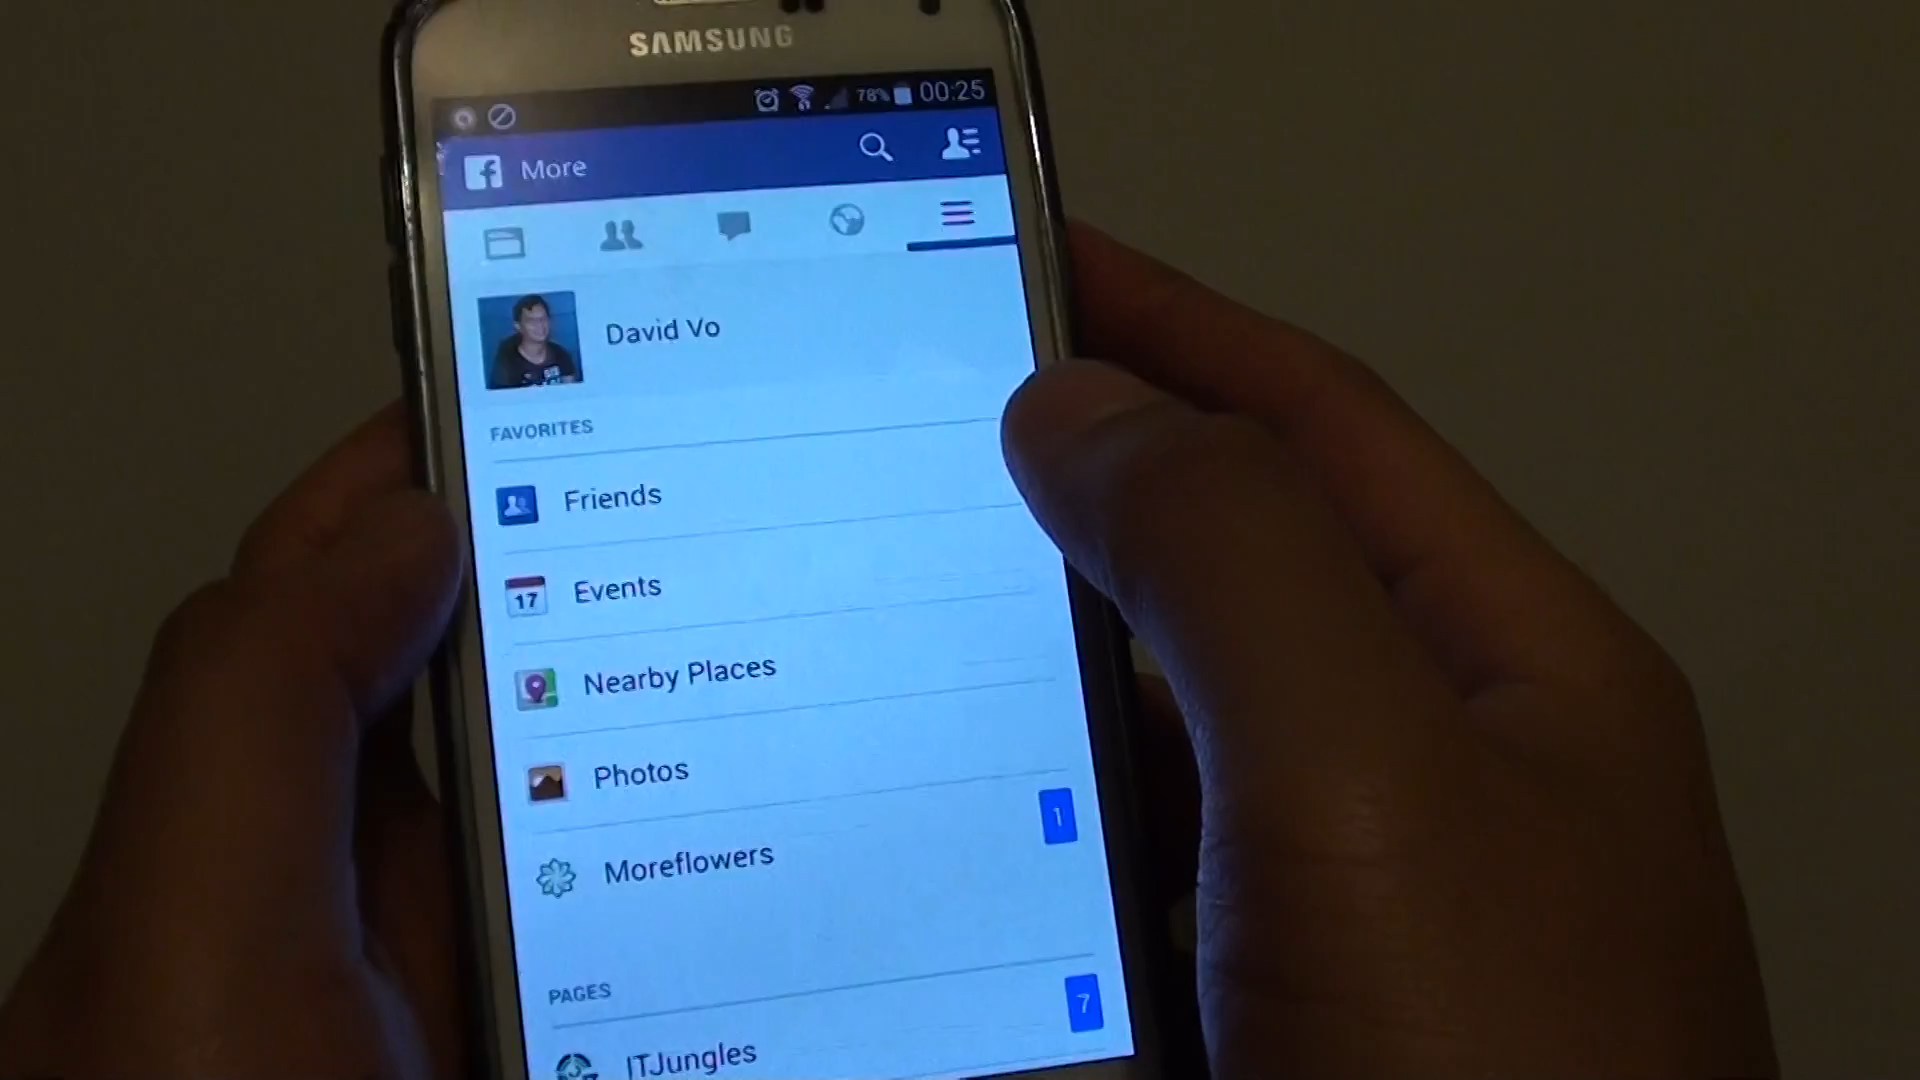 SAMSUNG
78% 00:25
f More
David Vo
FAVORITES
Friends
17 Events
Nearby Places
Photos
Moreflowers 1
PAGES
ITJungles 7